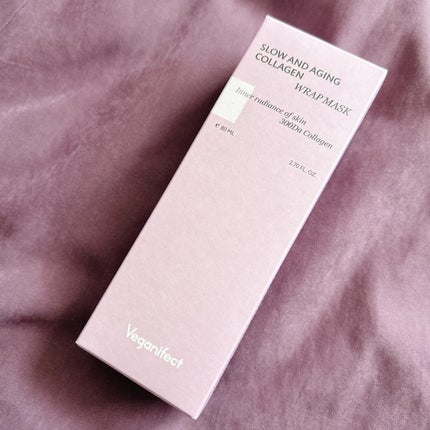 SLOW AND AGING
COLLAGEN
WRAP MASK
Inner radiance of skin
300Da Collagen
e 80 ML
2.70 FL. OZ.
Veganifect